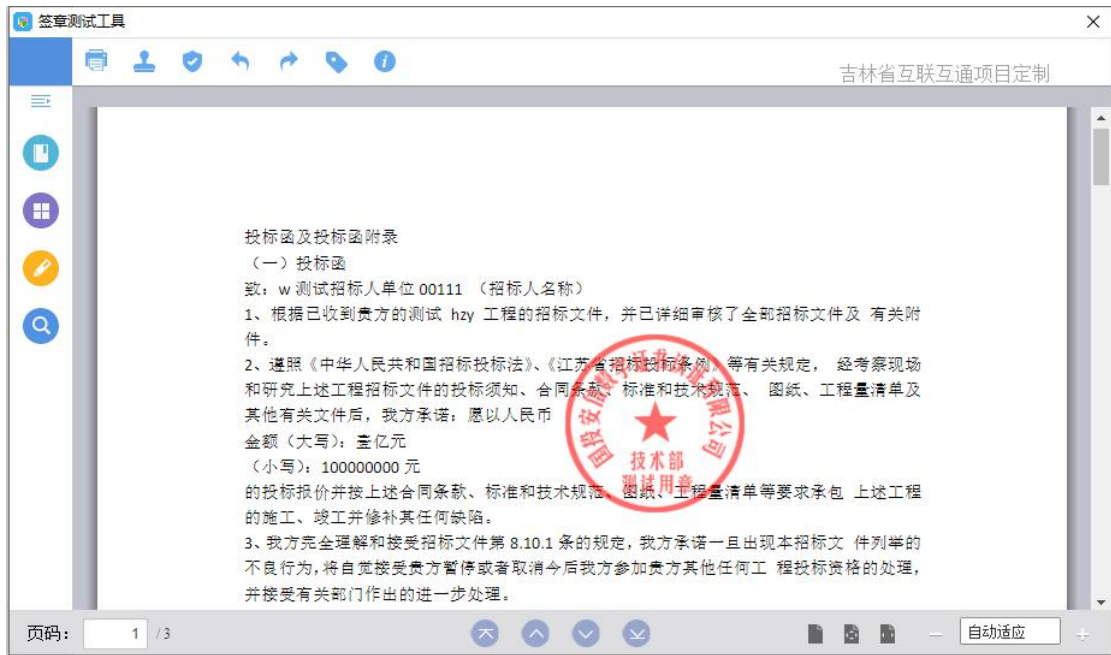 签章测试工具
吉林省互联互通项目定制
投标函及投标函附录
（一）投标函
致：w 测试招标人单位 00111 （招标人名称）
1、根据已收到贵方的测试 hzy 工程的招标文件，并已详细审核了全部招标文件及 有关附
件。
2、遵照《中华人民共和国招标投标法》、《江苏省招标投标条例》等有关规定， 经考察现场
和研究上述工程招标文件的投标须知、合同条款、标准和技术规范、 图纸、工程量清单及
其他有关文件后，我方承诺：愿以人民币
金额（大写）：壹亿元
（小写）：100000000 元
的投标报价并按上述合同条款、标准和技术规范、图纸、工程量清单等要求承包 上述工程
的施工、竣工并修补其任何缺陷。
3、我方完全理解和接受招标文件第 8.10.1 条的规定，我方承诺一旦出现本招标文 件列举的
不良行为，将自觉接受贵方暂停或者取消今后我方参加贵方其他任何工 程投标资格的处理，
并接受有关部门作出的进一步处理。
国投安信数字证书认证有限公司
技术部
测试用章
页码： 1 /3
自动适应